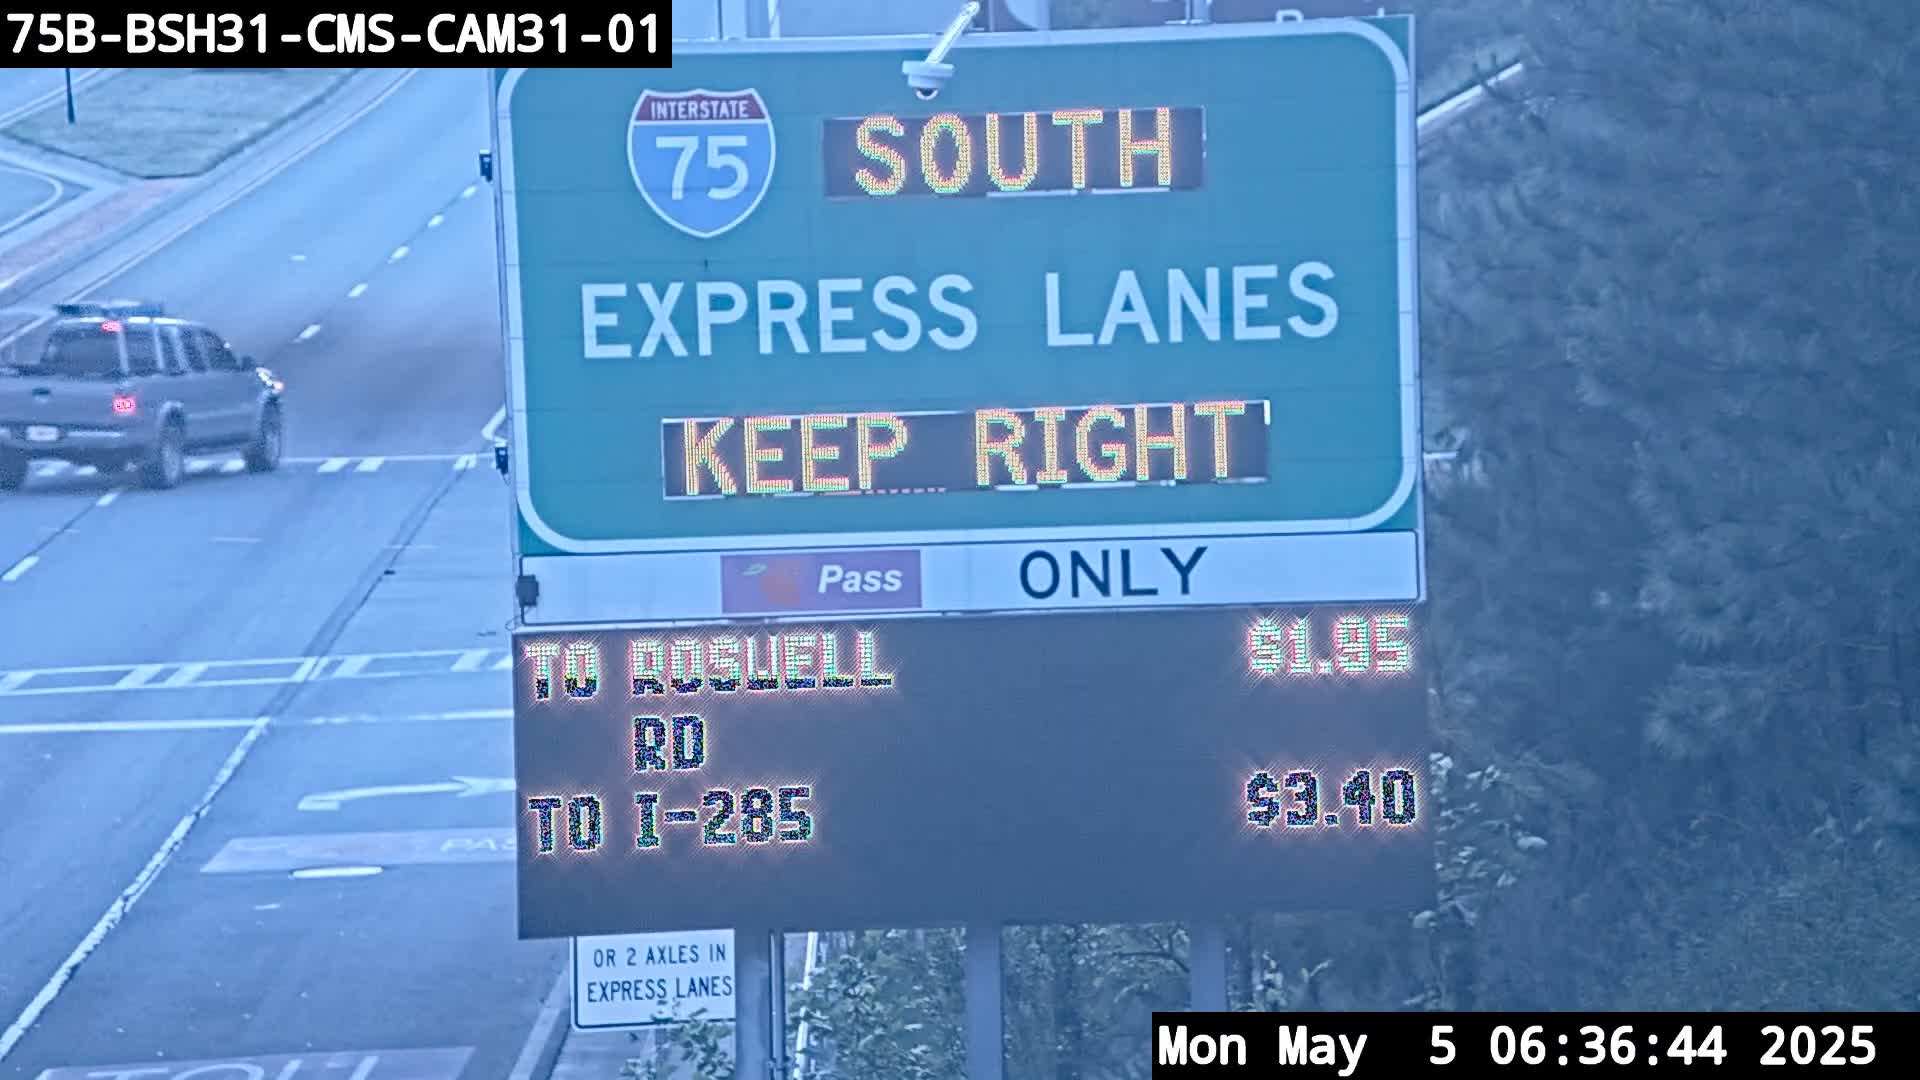 75B-BSH31-CMS-CAM31-01
INTERSTATE
75
SOUTH
EXPRESS LANES
KEEP RIGHT
Pass ONLY
TO ROSWELL $1.95
RD
TO I-285 $3.40
OR 2 AXLES IN
EXPRESS LANES
Mon May 5 06:36:44 2025